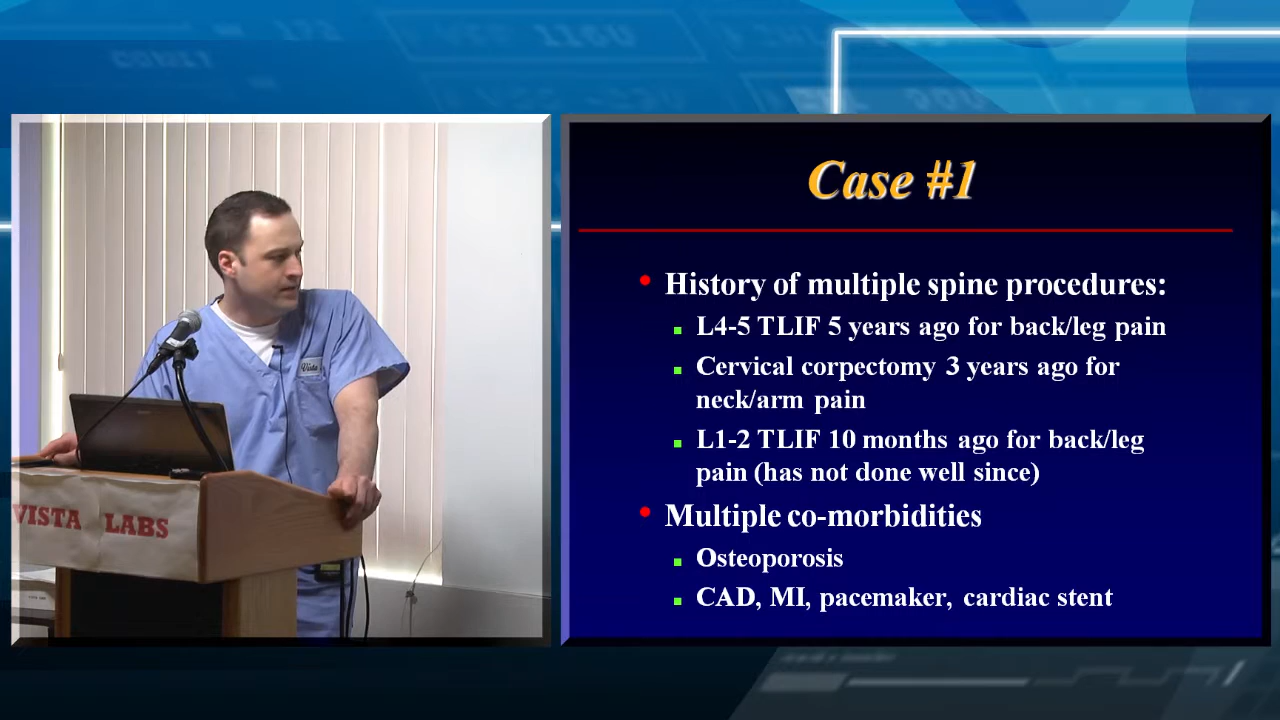 Case #1
History of multiple spine procedures:
L4-5 TLIF 5 years ago for back/leg pain
Cervical corpectomy 3 years ago for
neck/arm pain
L1-2 TLIF 10 months ago for back/leg
pain (has not done well since)
Multiple co-morbidities
Osteoporosis
CAD, MI, pacemaker, cardiac stent
Vista
VISTA LABS